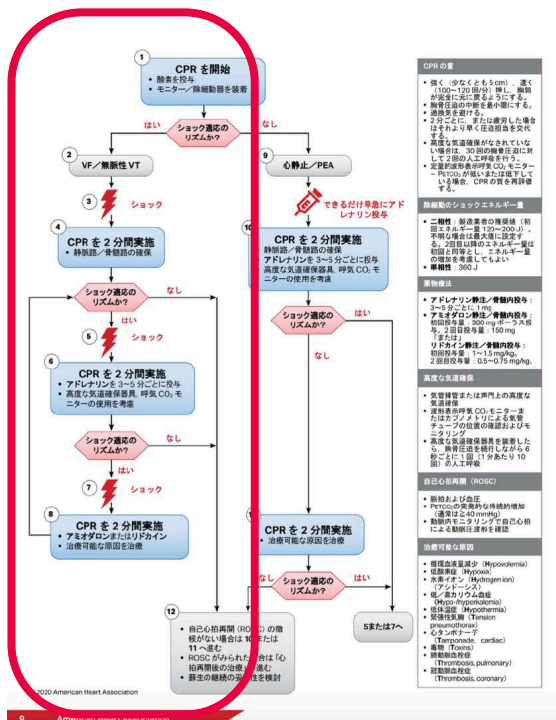 1
CPR を開始
• 酸素を投与
• モニター／除細動器を装着
はい
ショック適応の
リズムか?
なし
2
VF／無脈性 VT
9
心静止／PEA
3
ショック
できるだけ早急にアド
レナリン投与
4
CPR を 2 分間実施
• 静脈路／骨髄路の確保
10
CPR を 2 分間実施
• 静脈路／骨髄路の確保
• アドレナリンを 3～5 分ごとに投与
• 高度な気道確保器具，呼気 CO₂ モ
ニターの使用を考慮
ショック適応の
リズムか?
なし
はい
ショック適応の
リズムか?
はい
なし
5
ショック
6
CPR を 2 分間実施
• アドレナリンを 3～5 分ごとに投与
• 高度な気道確保器具，呼気 CO₂ モ
ニターの使用を考慮
ショック適応の
リズムか?
なし
はい
7
ショック
8
CPR を 2 分間実施
• アミオダロンまたはリドカイン
• 治療可能な原因を治療
CPR を 2 分間実施
• 治療可能な原因を治療
なし
ショック適応の
リズムか?
はい
12
• 自己心拍再開（ROSC）の徴
候がない場合は 10 または
11 へ進む
• ROSC がみられた場合は「心
拍再開後の治療」へ進む
• 蘇生の継続の妥当性を検討
5または7へ
CPR の質
• 強く（少なくとも 5 cm），速く
（100～120 回/分）押し，胸郭
が完全に元に戻るようにする。
• 胸骨圧迫の中断を最小限にする。
• 過換気を避ける。
• 2 分ごとに，または疲労した場合
はそれより早く圧迫担当を交代
する。
• 高度な気道確保がなされていな
い場合は，30 回の胸骨圧迫に対
して 2 回の人工呼吸を行う。
• 定量的波形表示呼気 CO₂ モニター
– PETCO₂ が低いまたは低下して
いる場合，CPR の質を再評価
する。
除細動のショックエネルギー量
• 二相性：製造業者の推奨値（初
回エネルギー量 120～200 J）。
不明な場合は最大値に設定す
る。2回目以降のエネルギー量は
初回と同等とし，エネルギー量
の増加を考慮してもよい
• 単相性：360 J
薬物療法
• アドレナリン静注／骨髄内投与：
3～5 分ごとに 1 mg
• アミオダロン静注／骨髄内投与：
初回投与量：300 mg ボーラス投
与。2 回目投与量：150 mg
「または」
リドカイン静注／骨髄内投与：
初回投与量：1～1.5 mg/kg。
2 回目投与量：0.5～0.75 mg/kg.
高度な気道確保
• 気管挿管または声門上の高度な
気道確保
• 波形表示呼気 CO₂ モニターま
たはカプノメトリによる気管
チューブの位置の確認およびモ
ニタリング
• 高度な気道確保器具を装着した
ら，胸骨圧迫を続行しながら 6
秒ごとに 1 回（1 分あたり 10
回）の人工呼吸
自己心拍再開（ROSC）
• 脈拍および血圧
• PETCO₂の突発的な持続的増加
（通常は≧40 mmHg）
• 動脈内モニタリングで自己心拍
による動脈圧波形を確認
治療可能な原因
• 循環血液量減少（Hypovolemia）
• 低酸素症（Hypoxia）
• 水素イオン（Hydrogen ion）
（アシドーシス）
• 低／高カリウム血症
（Hypo-/hyperkalemia）
• 低体温症（Hypothermia）
• 緊張性気胸（Tension
pneumothorax）
• 心タンポナーデ
（Tamponade, cardiac）
• 毒物（Toxins）
• 肺動脈血栓症
（Thrombosis, pulmonary）
• 冠動脈血栓症
（Thrombosis, coronary）
2020 American Heart Association